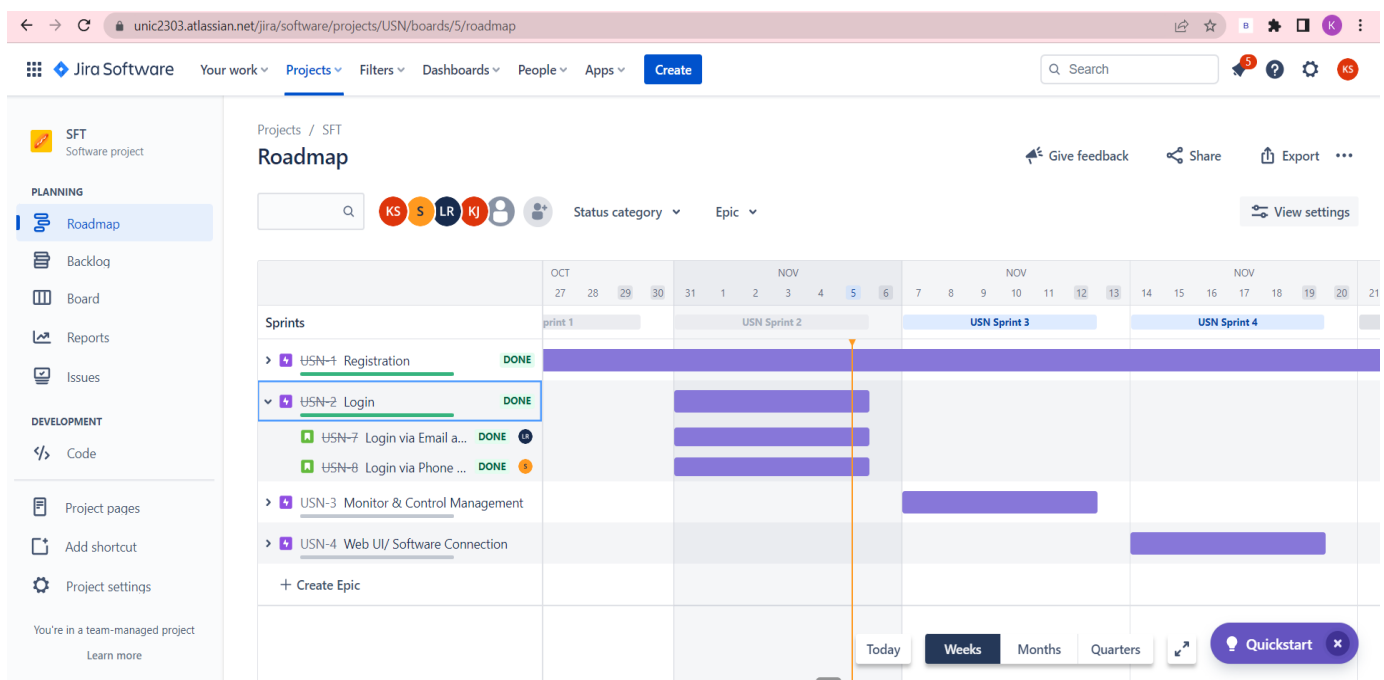 unic2303.atlassian.net/jira/software/projects/USN/boards/5/roadmap
B
K
Jira Software
Your work
Projects
Filters
Dashboards
People
Apps
Create
Search
5
?
KS
SFT
Software project
PLANNING
Roadmap
Backlog
Board
Reports
Issues
DEVELOPMENT
Code
Project pages
Add shortcut
Project settings
You're in a team-managed project
Learn more
Projects / SFT
Roadmap
Give feedback
Share
Export
KS S LR KJ
Status category
Epic
View settings
OCT NOV NOV NOV
27 28 29 30 31 1 2 3 4 5 6 7 8 9 10 11 12 13 14 15 16 17 18 19 20 21
Sprints
print 1 USN Sprint 2 USN Sprint 3 USN Sprint 4
USN-1 Registration DONE
USN-2 Login DONE
USN-7 Login via Email a... DONE LR
USN-8 Login via Phone ... DONE S
USN-3 Monitor & Control Management
USN-4 Web UI/ Software Connection
+ Create Epic
Today
Weeks
Months
Quarters
Quickstart